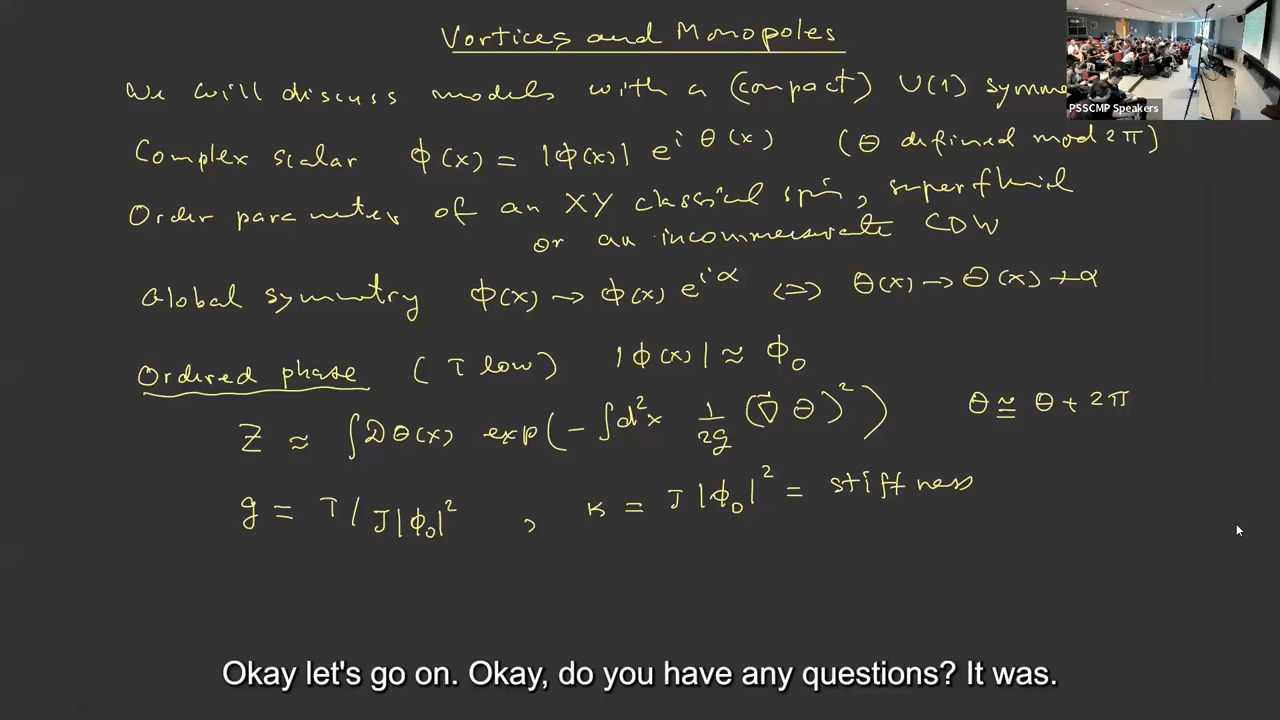 Vortices and Monopoles
We will discuss models with a (compact) U(1) symme
PSSCMP Speakers
Complex scalar ϕ(x) = |ϕ(x)| e^{iθ(x)} (θ defined mod 2π)
Order parameter of an XY classical spin, superfluid
or an incommensurate CDW
Global symmetry ϕ(x) → ϕ(x) e^{iα} ⇔ θ(x) → θ(x) + α
Ordered phase (T low) |ϕ(x)| ≈ ϕ₀
Z ≈ ∫Dθ(x) exp(-∫d²x 1/2g (∇⃗θ)²) θ ≅ θ + 2π
g = T/J|ϕ₀|² , κ = J|ϕ₀|² = stiffness
Okay let's go on. Okay, do you have any questions? It was.